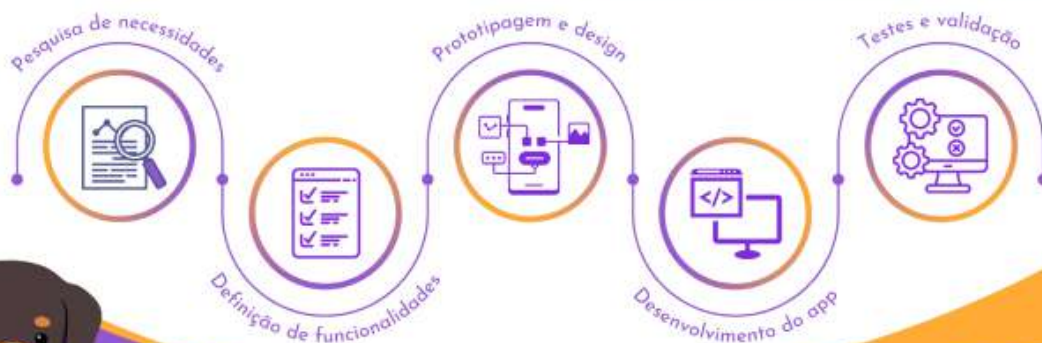 Pesquisa de necessidades
Definição de funcionalidades
Prototipagem e design
</>
Desenvolvimento do app
Testes e validação